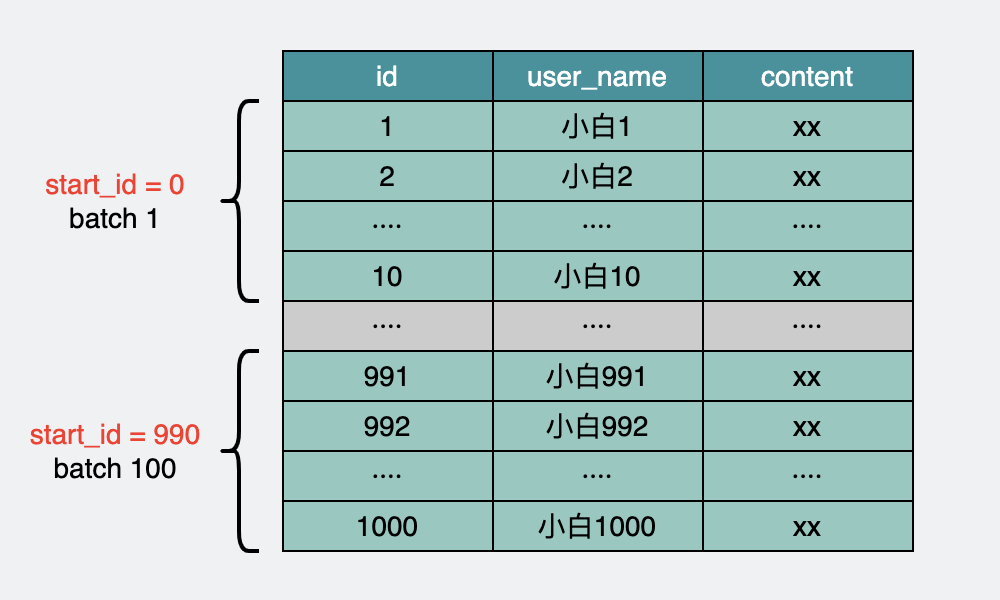 id user_name content
1 小白1 xx
2 小白2 xx
.... .... ....
10 小白10 xx
start_id = 0
batch 1
.... .... ....
991 小白991 xx
992 小白992 xx
.... .... ....
1000 小白1000 xx
start_id = 990
batch 100